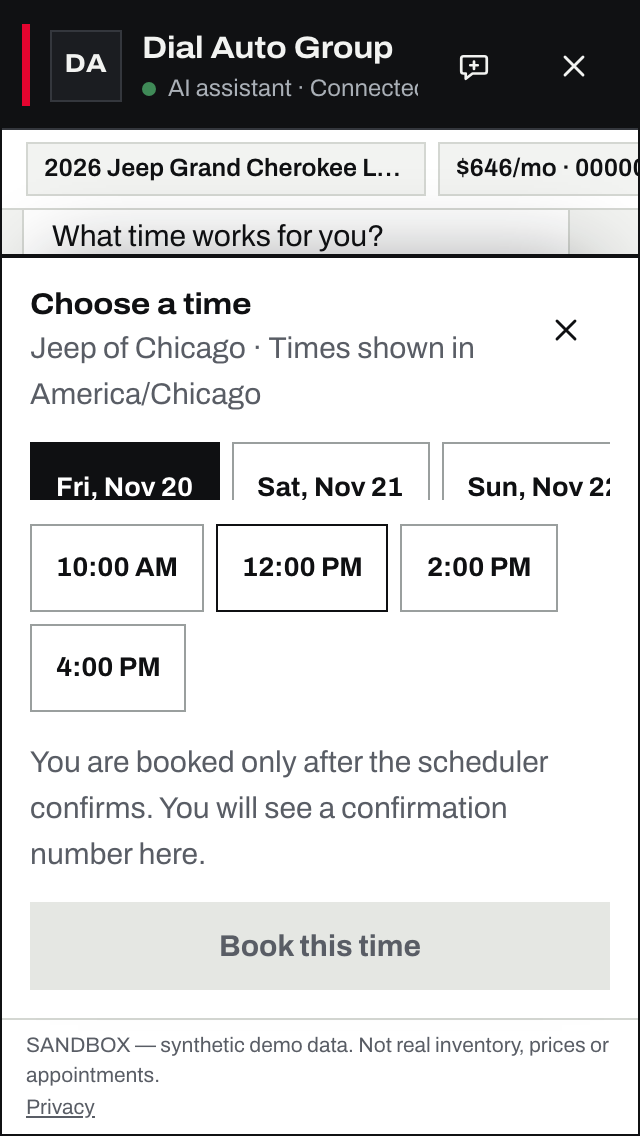 DA
Dial Auto Group
AI assistant · Connected
2026 Jeep Grand Cherokee L…
$646/mo · 0000
What time works for you?
Choose a time
Jeep of Chicago · Times shown in
America/Chicago
Fri, Nov 20
Sat, Nov 21
Sun, Nov 22
10:00 AM
12:00 PM
2:00 PM
4:00 PM
You are booked only after the scheduler
confirms. You will see a confirmation
number here.
Book this time
SANDBOX — synthetic demo data. Not real inventory, prices or
appointments.
Privacy